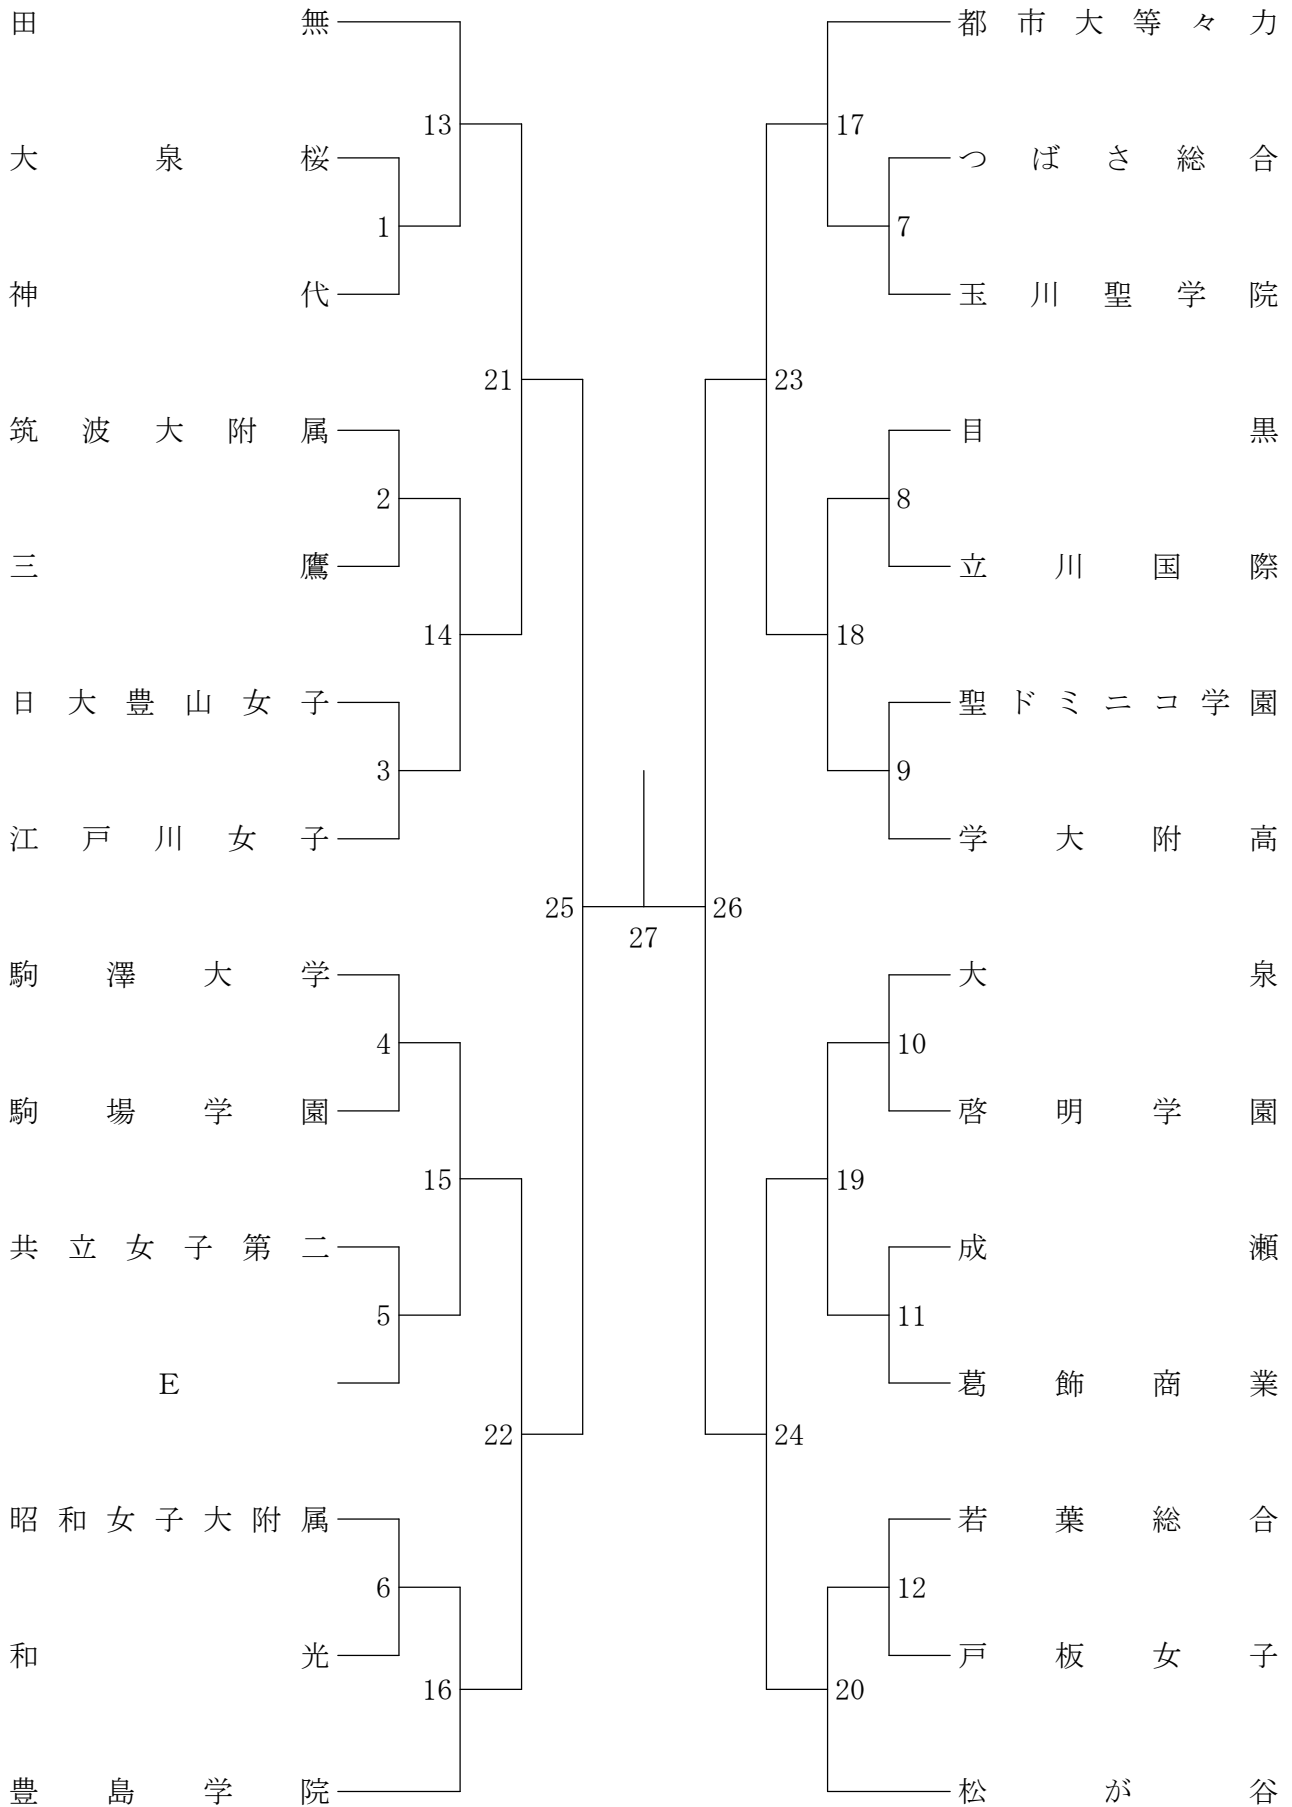 田無
大泉桜
神代
筑波大附属
三鷹
日大豊山女子
江戸川女子
駒澤大学
駒場学園
共立女子第二
E
昭和女子大附属
和光
豊島学院
1
2
3
4
5
6
13
14
15
16
21
22
25
27
26
23
24
17
18
19
20
7
8
9
10
11
12
都市大等々力
つばさ総合
玉川聖学院
目黒
立川国際
聖ドミニコ学園
学大附高
大泉
啓明学園
成瀬
葛飾商業
若葉総合
戸板女子
松が谷